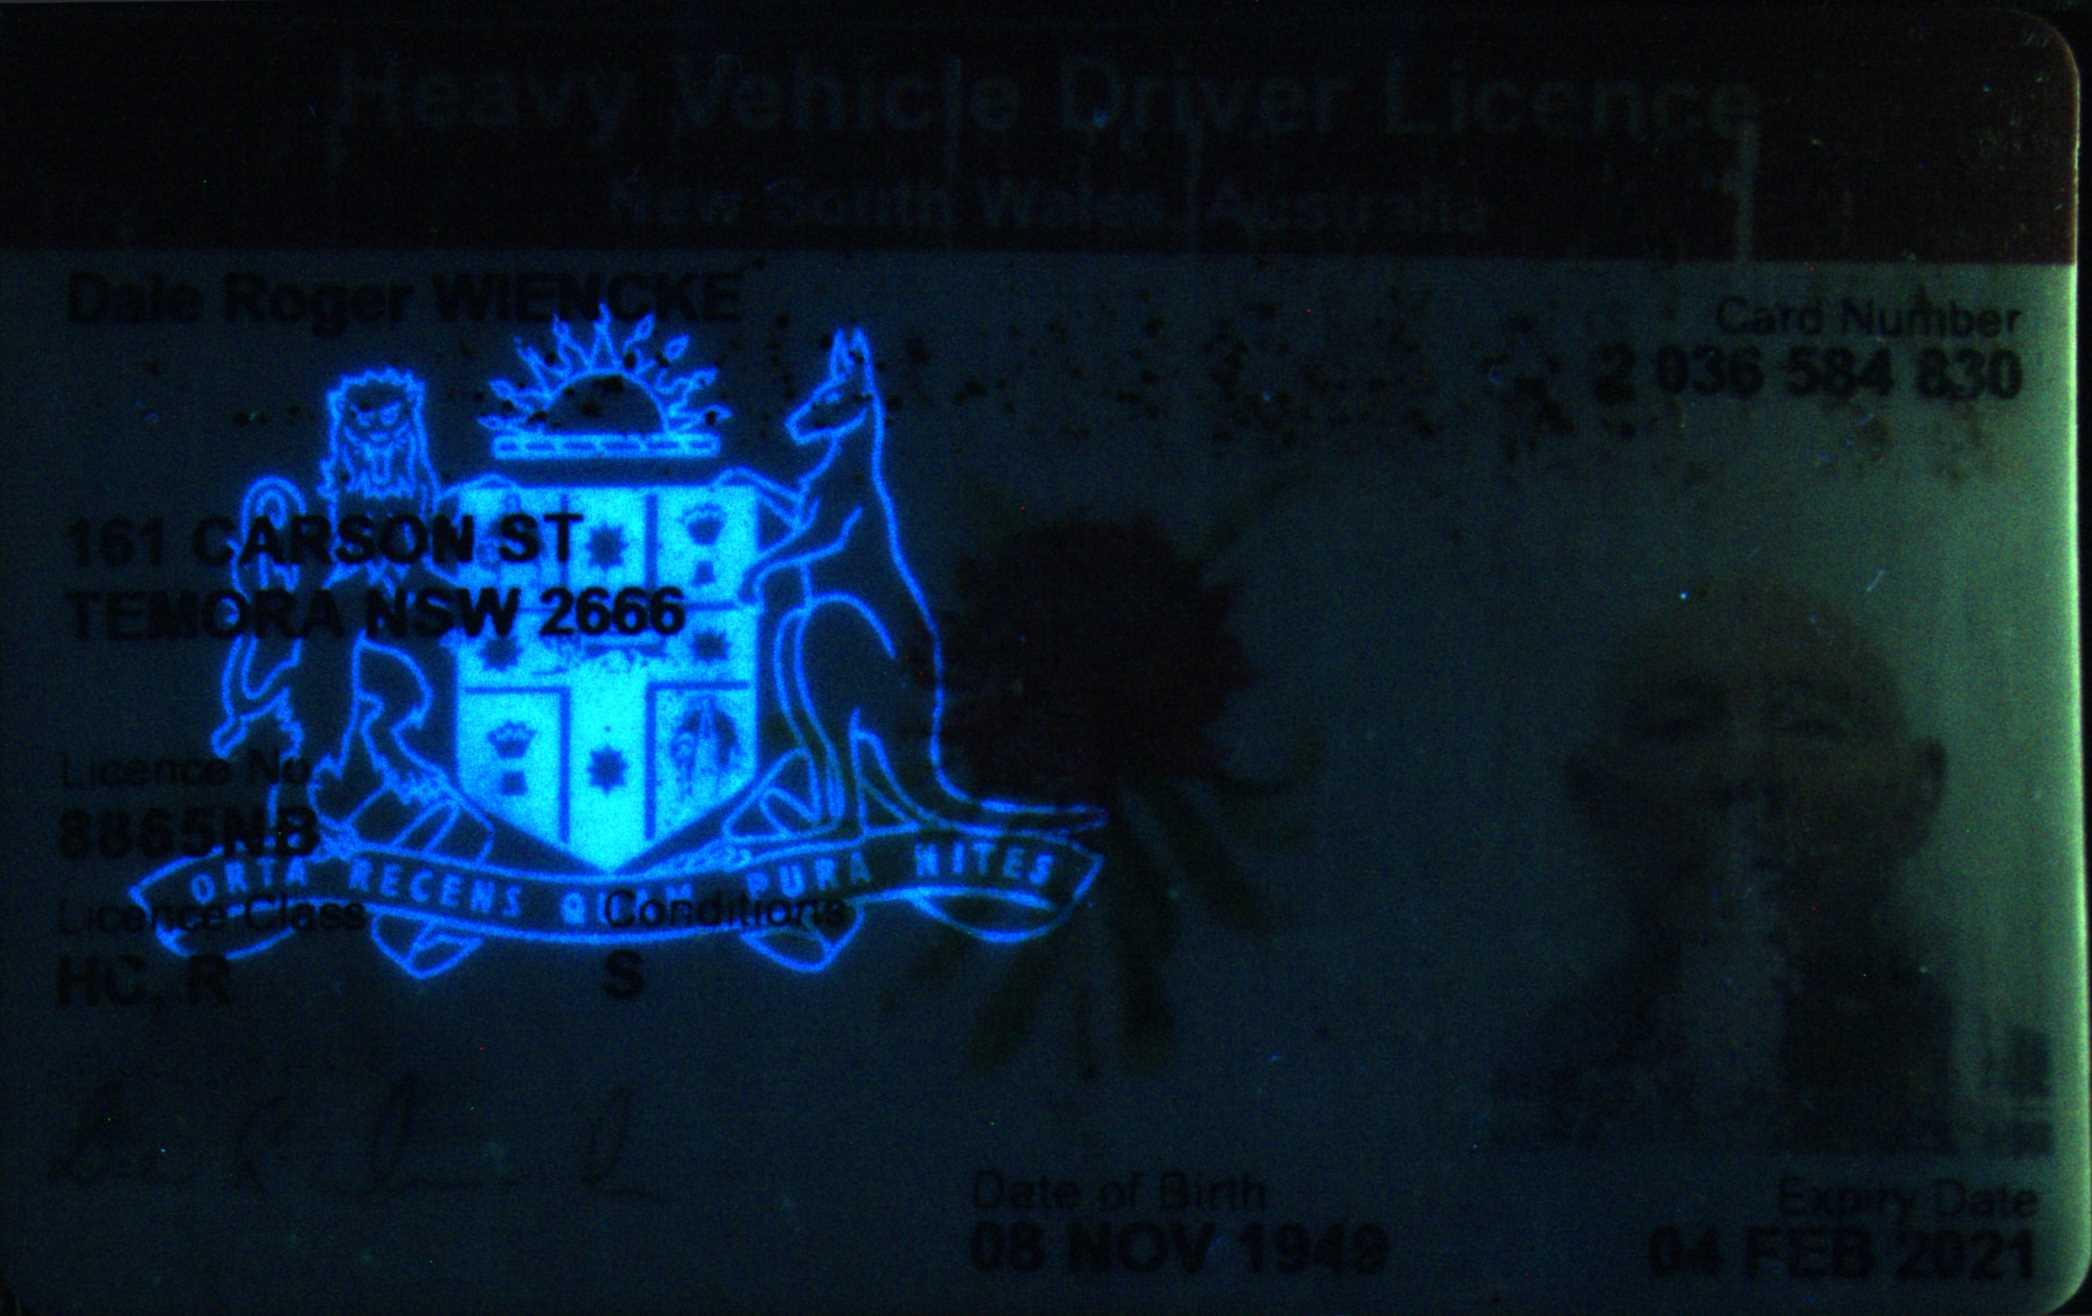 Heavy Vehicle Driver Licence
New South Wales, Australia
Dale Roger WIENCKE
Card Number
2 036 584 830
161 CARSON ST
TEMORA NSW 2666
Licence No.
8865NB
ORTA RECENS PURA NITES
Licence Class
Conditions
HC, R
S
Date of Birth
08 NOV 1949
Expiry Date
04 FEB 2021